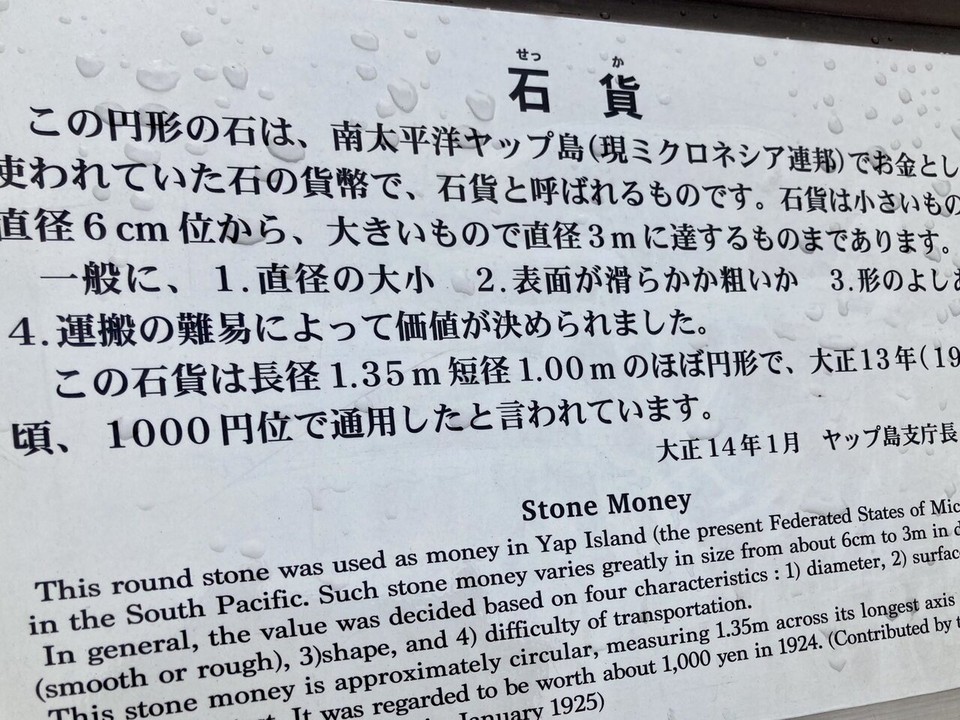 せっ か
石 貨
この円形の石は、南太平洋ヤップ島(現ミクロネシア連邦)でお金とし
使われていた石の貨幣で、石貨と呼ばれるものです。石貨は小さいもの
直径6cm位から、大きいもので直径3mに達するものまであります。
一般に、1.直径の大小 2.表面が滑らかか粗いか 3.形のよしあ
4.運搬の難易によって価値が決められました。
この石貨は長径1.35m短径1.00mのほぼ円形で、大正13年(19
頃、1000円位で通用したと言われています。
大正14年1月 ヤップ島支庁長
Stone Money
This round stone was used as money in Yap Island (the present Federated States of Mic
in the South Pacific. Such stone money varies greatly in size from about 6cm to 3m in d
In general, the value was decided based on four characteristics : 1) diameter, 2) surfac
(smooth or rough), 3)shape, and 4) difficulty of transportation.
This stone money is approximately circular, measuring 1.35m across its longest axis
It was regarded to be worth about 1,000 yen in 1924. (Contributed by t
January 1925)